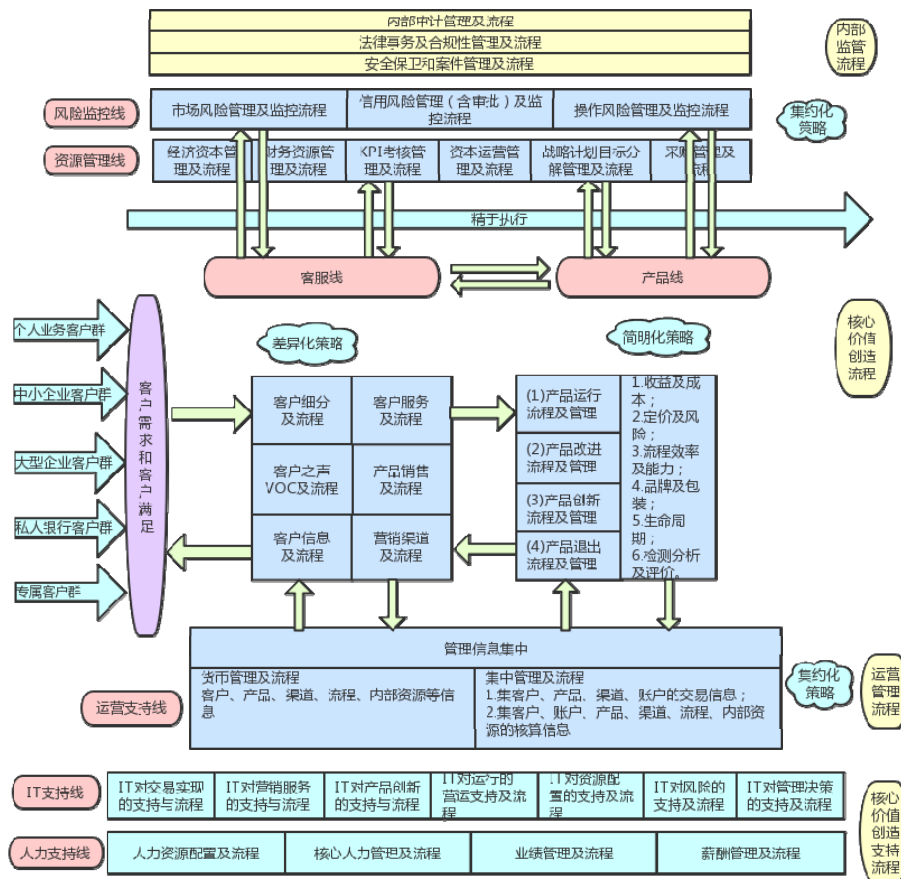 内部审计管理及流程
法律事务及合规性管理及流程
安全保卫和案件管理及流程
内部
监管
流程
风险监控线
市场风险管理及监控流程
信用风险管理（含审批）及监
控流程
操作风险管理及监控流程
集约化
策略
资源管理线
经济资本管
理及流程
财务资源管
理及流程
KPI考核管
理及流程
资本运营管
理及流程
战略计划目标分
解管理及流程
采购管理及
流程
精于执行
客服线
产品线
个人业务客户群
中小企业客户群
大型企业客户群
私人银行客户群
专属客户群
客
户
需
求
和
客
户
满
足
差异化策略
简明化策略
核心
价值
创造
流程
客户细分
及流程
客户服务
及流程
客户之声
VOC及流程
产品销售
及流程
客户信息
及流程
营销渠道
及流程
(1)产品运行
流程及管理
(2)产品改进
流程及管理
(3)产品创新
流程及管理
(4)产品退出
流程及管理
1.收益及成
本；
2.定价及风
险；
3.流程效率
及能力；
4.品牌及包
装；
5.生命周
期；
6.检测分析
及评价。
管理信息集中
运营支持线
货币管理及流程
客户、产品、渠道、流程、内部资源等信
息
集中管理及流程
1.集客户、产品、渠道、账户的交易信息；
2.集客户、账户、产品、渠道、流程、内部资
源的核算信息
集约化
策略
运营
管理
流程
IT支持线
IT对交易实现
的支持与流程
IT对营销服务
的支持与流程
IT对产品创新
的支持与流程
IT对运行的
营运支持及流
程
IT对资源配
置的支持及流
程
IT对风险的
支持及流程
IT对管理决策
的支持及流程
人力支持线
人力资源配置及流程
核心人力管理及流程
业绩管理及流程
薪酬管理及流程
核心
价值
创造
支持
流程